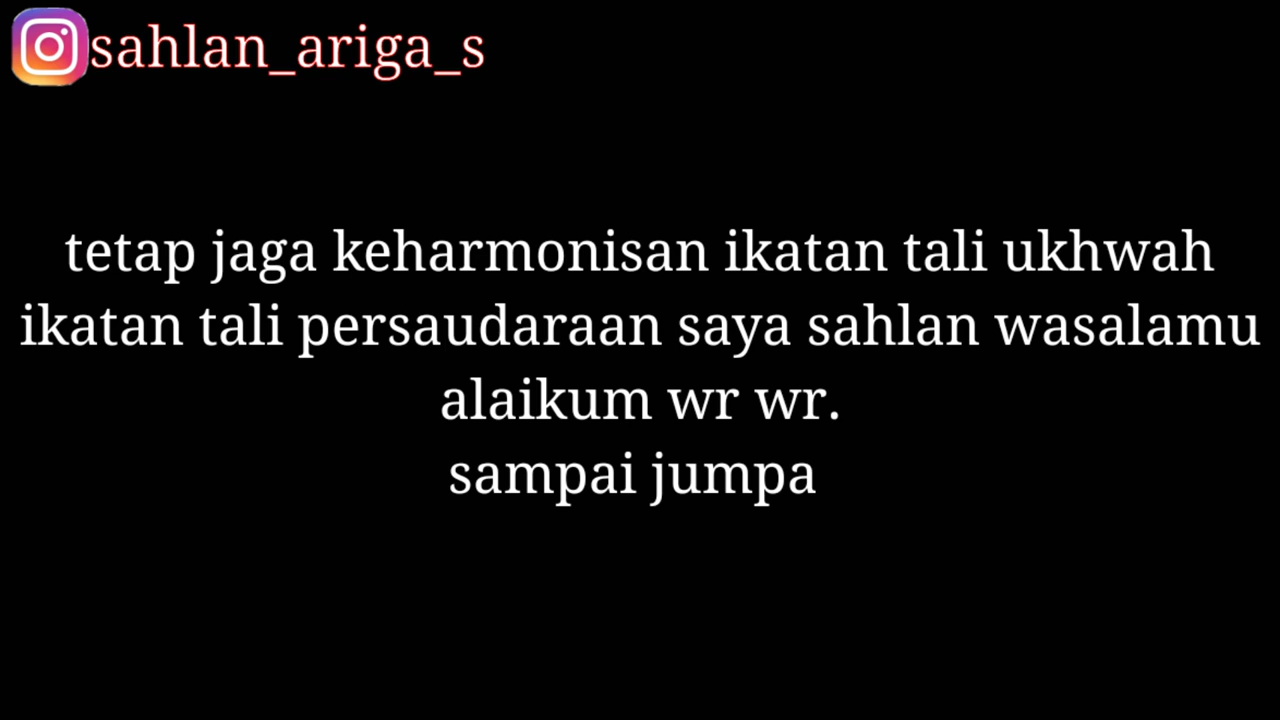 sahlan_ariga_s
tetap jaga keharmonisan ikatan tali ukhwah
ikatan tali persaudaraan saya sahlan wasalamu
alaikum wr wr.
sampai jumpa